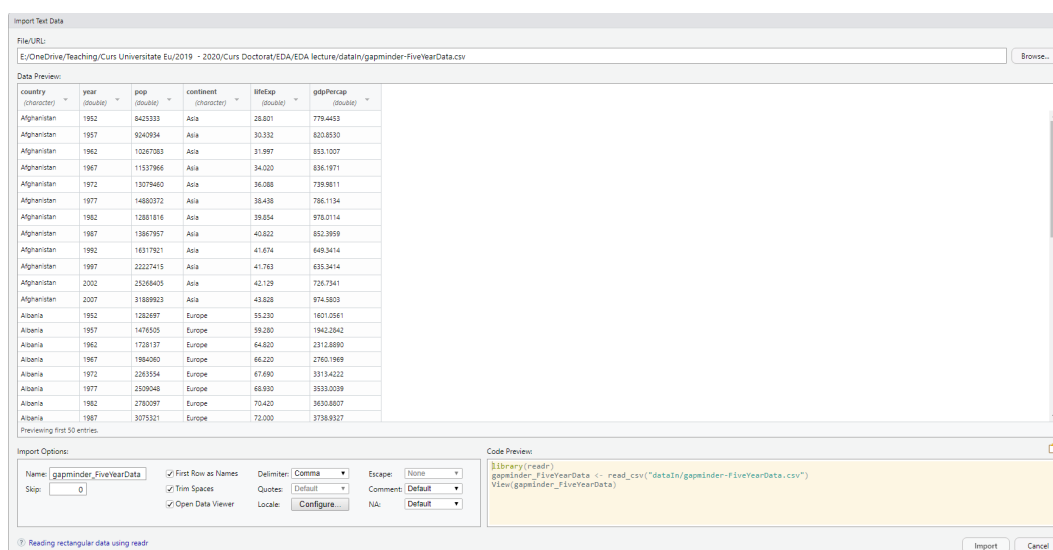 Import Text Data
File/URL:
E:/OneDrive/Teaching/Curs Universitate Eu/2019 - 2020/Curs Doctorat/EDA/EDA lecture/dataIn/gapminder-FiveYearData.csv
Browse...
Data Preview:
country year pop continent lifeExp gdpPercap
(character) (double) (double) (character) (double) (double)
Afghanistan 1952 8425333 Asia 28.801 779.4453
Afghanistan 1957 9240934 Asia 30.332 820.8530
Afghanistan 1962 10267083 Asia 31.997 853.1007
Afghanistan 1967 11537966 Asia 34.020 836.1971
Afghanistan 1972 13079460 Asia 36.088 739.9811
Afghanistan 1977 14880372 Asia 38.438 786.1134
Afghanistan 1982 12881816 Asia 39.854 978.0114
Afghanistan 1987 13867957 Asia 40.822 852.3959
Afghanistan 1992 16317921 Asia 41.674 649.3414
Afghanistan 1997 22227415 Asia 41.763 635.3414
Afghanistan 2002 25268405 Asia 42.129 726.7341
Afghanistan 2007 31889923 Asia 43.828 974.5803
Albania 1952 1282697 Europe 55.230 1601.0561
Albania 1957 1476505 Europe 59.280 1942.2842
Albania 1962 1728137 Europe 64.820 2312.8890
Albania 1967 1984060 Europe 66.220 2760.1969
Albania 1972 2263554 Europe 67.690 3313.4222
Albania 1977 2509048 Europe 68.930 3533.0039
Albania 1982 2780097 Europe 70.420 3630.8807
Albania 1987 3075321 Europe 72.000 3738.9327
Previewing first 50 entries.
Import Options:
Name: gapminder_FiveYearData First Row as Names Delimiter: Comma Escape: None
Skip: 0 Trim Spaces Quotes: Default Comment: Default
Open Data Viewer Locale: Configure... NA: Default
Code Preview:
library(readr)
gapminder_FiveYearData <- read_csv("dataIn/gapminder-FiveYearData.csv")
View(gapminder_FiveYearData)
? Reading rectangular data using readr
Import Cancel